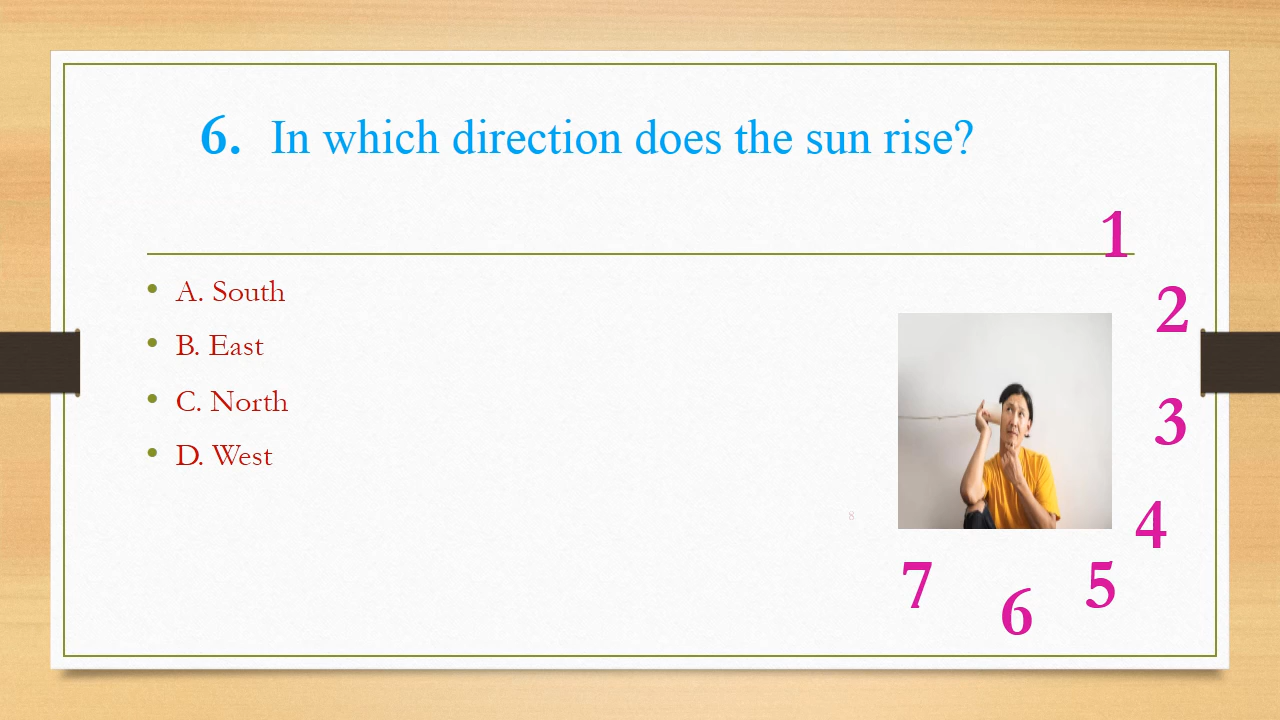 6. In which direction does the sun rise?
A. South
B. East
C. North
D. West
1
2
3
4
5
6
7
8